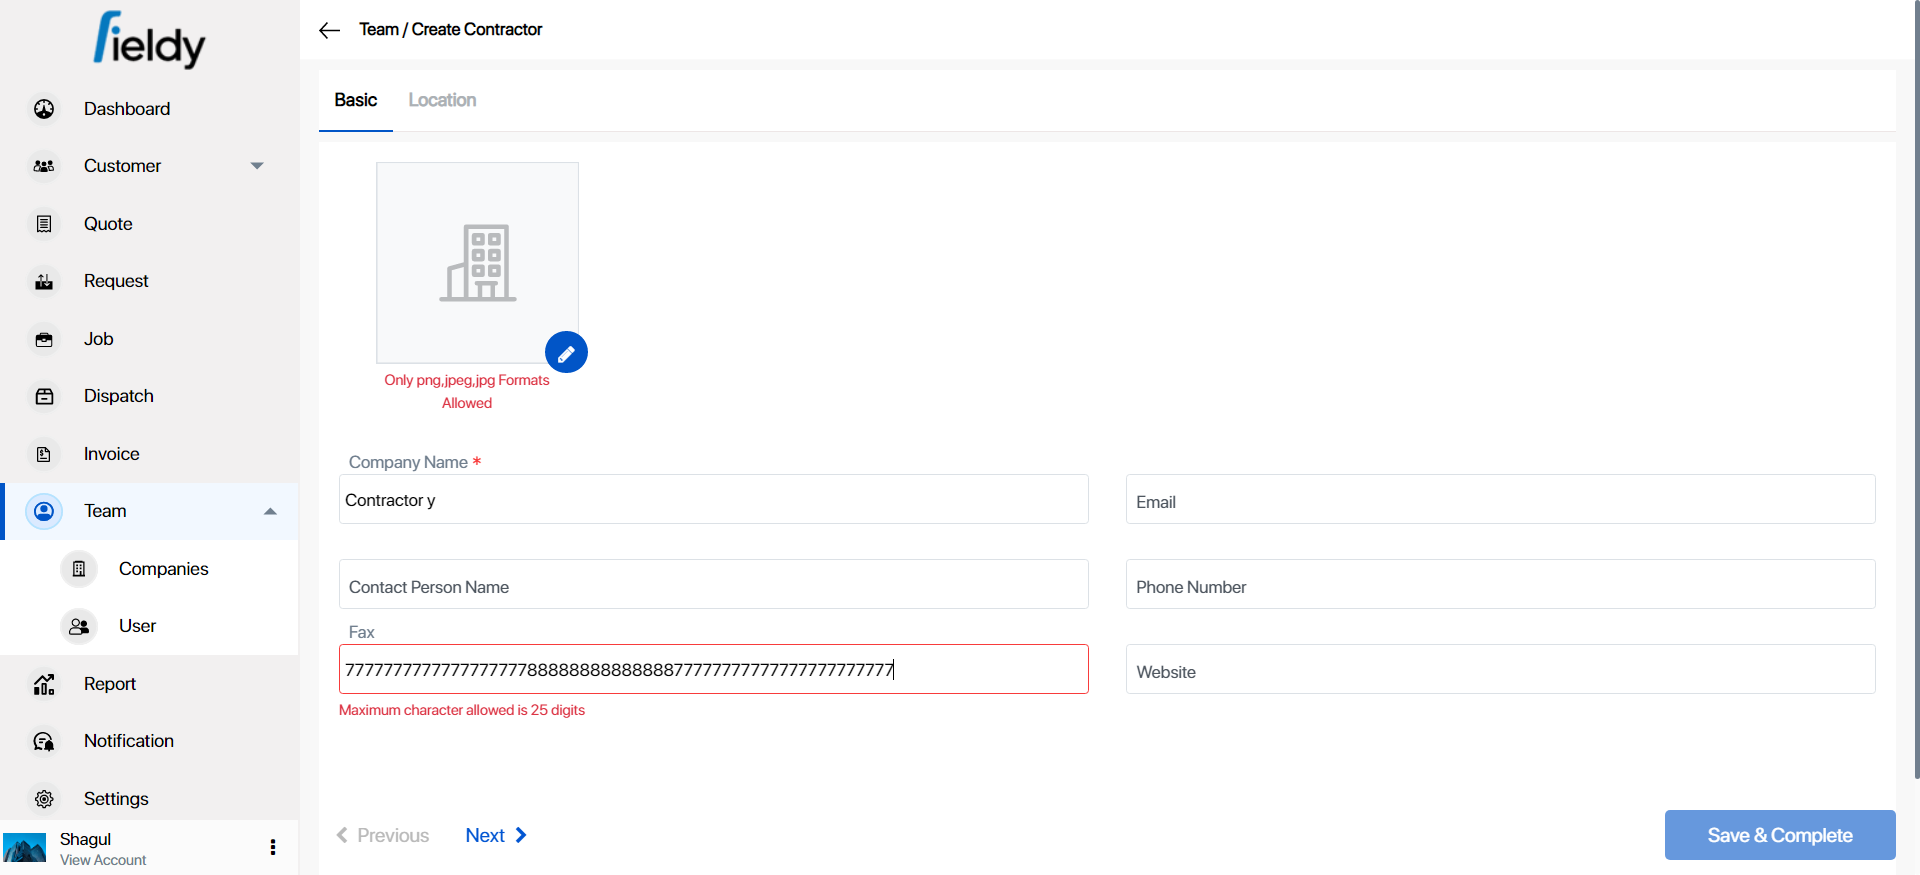 fieldy
Team / Create Contractor
Basic
Location
Dashboard
Customer
Quote
Request
Job
Dispatch
Invoice
Team
Companies
User
Report
Notification
Settings
Shagul
View Account
Only png,jpeg,jpg Formats
Allowed
Company Name *
Contractor y
Email
Contact Person Name
Phone Number
Fax
Website
Maximum character allowed is 25 digits
Previous
Next
Save & Complete